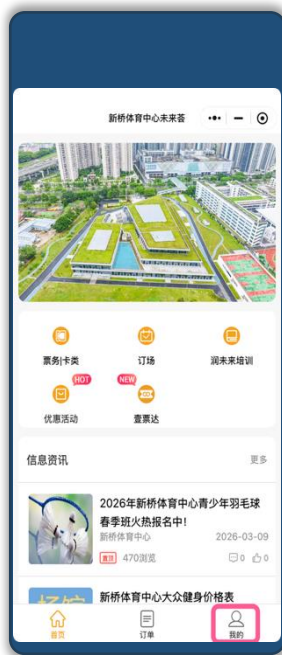 新桥体育中心未来荟
票务|卡类
订场
润未来培训
HOT
NEW
优惠活动
壹票达
信息资讯
更多
2026年新桥体育中心青少年羽毛球
春季班火热报名中!
新桥体育中心
2026-03-09
置顶
470浏览
0
0
新桥体育中心大众健身价格表
首页
订单
我的